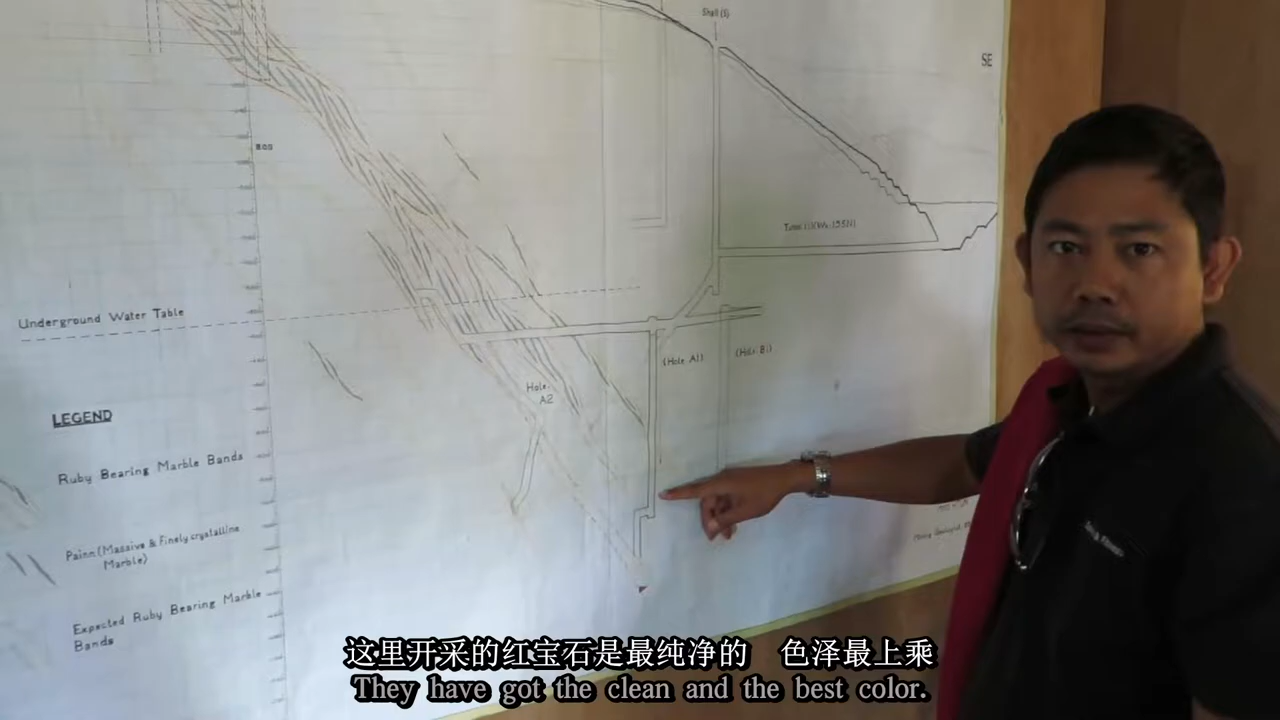 Shaft (S)
SE
Underground Water Table
(Hole A1)
(Hole B1)
Hole
A2
LEGEND
Ruby Bearing Marble Bands
Painn (Massive & Finely crystalline
Marble)
Expected Ruby Bearing Marble
Bands
这里开采的红宝石是最纯净的 色泽最上乘
They have got the clean and the best color.